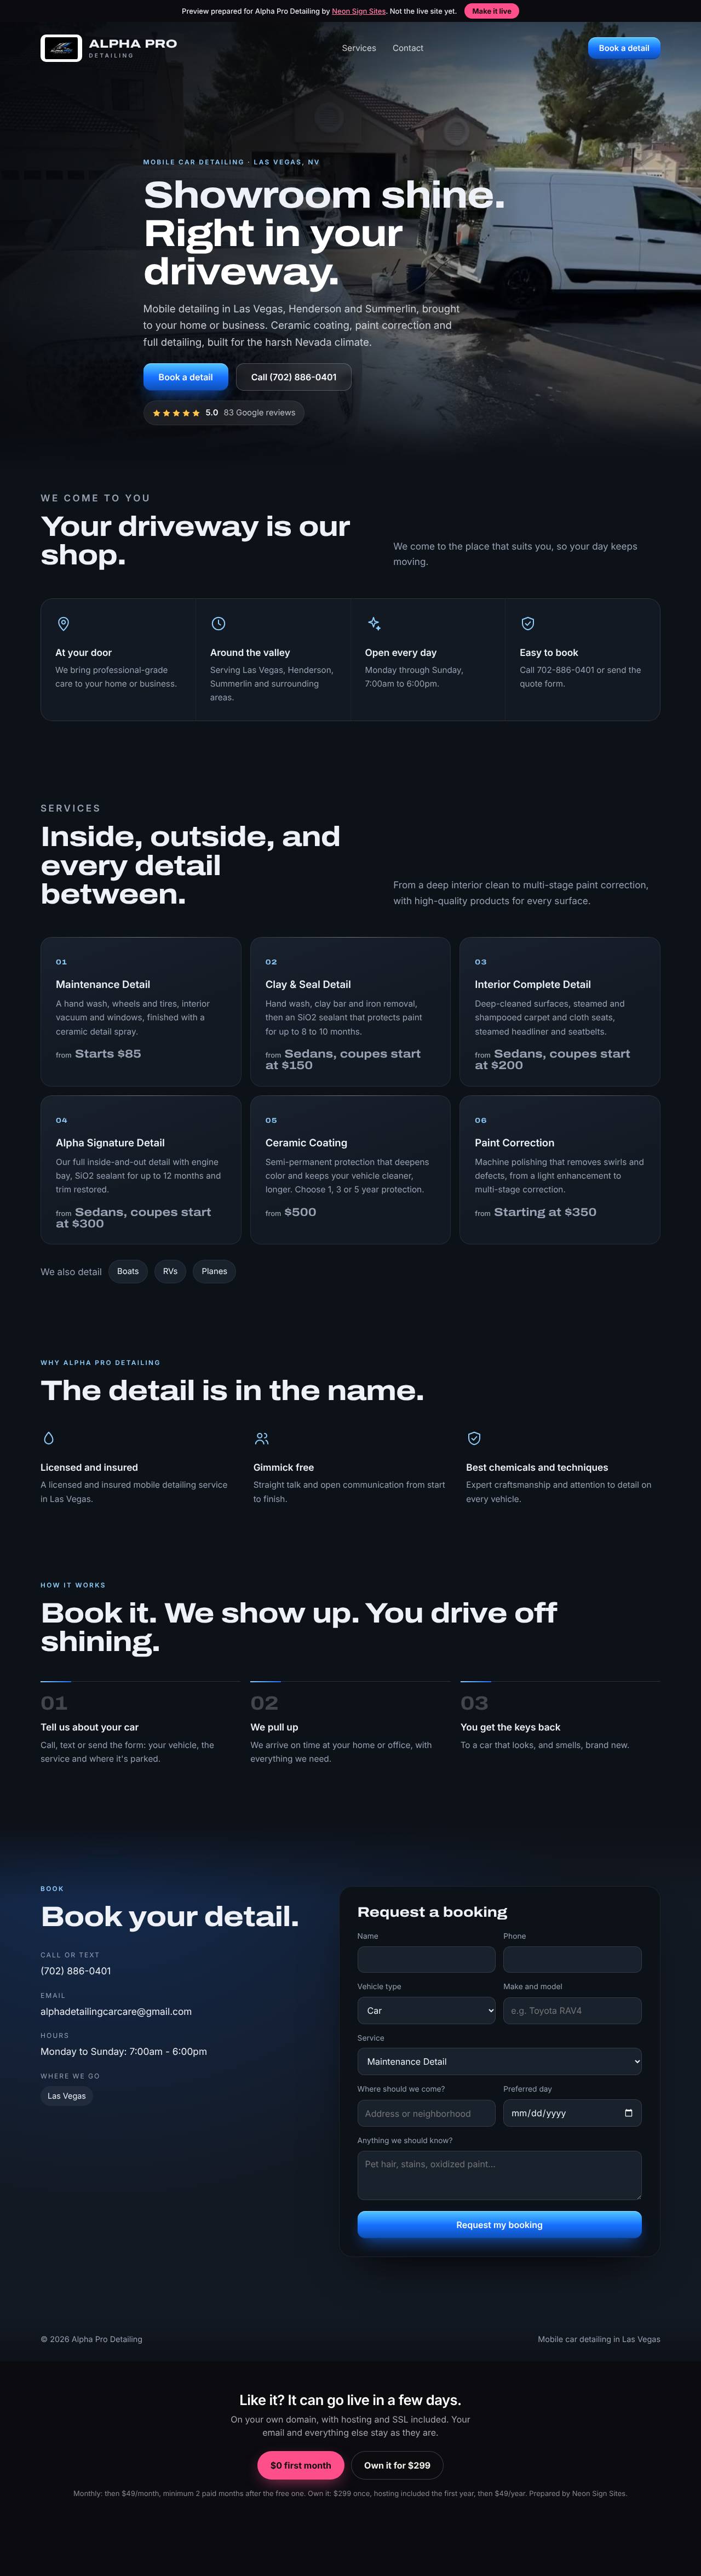 Preview prepared for Alpha Pro Detailing by Neon Sign Sites. Not the live site yet. Make it live
ALPHA PRO
DETAILING
Services Contact
Book a detail
MOBILE CAR DETAILING · LAS VEGAS, NV
Showroom shine.
Right in your
driveway.
Mobile detailing in Las Vegas, Henderson and Summerlin, brought
to your home or business. Ceramic coating, paint correction and
full detailing, built for the harsh Nevada climate.
Book a detail
Call (702) 886-0401
5.0 83 Google reviews
WE COME TO YOU
Your driveway is our
shop.
We come to the place that suits you, so your day keeps
moving.
At your door
We bring professional-grade
care to your home or business.
Around the valley
Serving Las Vegas, Henderson,
Summerlin and surrounding
areas.
Open every day
Monday through Sunday,
7:00am to 6:00pm.
Easy to book
Call 702-886-0401 or send the
quote form.
SERVICES
Inside, outside, and
every detail
between.
From a deep interior clean to multi-stage paint correction,
with high-quality products for every surface.
01
Maintenance Detail
A hand wash, wheels and tires, interior
vacuum and windows, finished with a
ceramic detail spray.
from Starts $85
02
Clay & Seal Detail
Hand wash, clay bar and iron removal,
then an SiO2 sealant that protects paint
for up to 8 to 10 months.
from Sedans, coupes start
at $150
03
Interior Complete Detail
Deep-cleaned surfaces, steamed and
shampooed carpet and cloth seats,
steamed headliner and seatbelts.
from Sedans, coupes start
at $200
04
Alpha Signature Detail
Our full inside-and-out detail with engine
bay, SiO2 sealant for up to 12 months and
trim restored.
from Sedans, coupes start
at $300
05
Ceramic Coating
Semi-permanent protection that deepens
color and keeps your vehicle cleaner,
longer. Choose 1, 3 or 5 year protection.
from $500
06
Paint Correction
Machine polishing that removes swirls and
defects, from a light enhancement to
multi-stage correction.
from Starting at $350
We also detail Boats RVs Planes
WHY ALPHA PRO DETAILING
The detail is in the name.
Licensed and insured
A licensed and insured mobile detailing service
in Las Vegas.
Gimmick free
Straight talk and open communication from start
to finish.
Best chemicals and techniques
Expert craftsmanship and attention to detail on
every vehicle.
HOW IT WORKS
Book it. We show up. You drive off
shining.
01
Tell us about your car
Call, text or send the form: your vehicle, the
service and where it's parked.
02
We pull up
We arrive on time at your home or office, with
everything we need.
03
You get the keys back
To a car that looks, and smells, brand new.
BOOK
Book your detail.
CALL OR TEXT
(702) 886-0401
EMAIL
alphadetailingcarcare@gmail.com
HOURS
Monday to Sunday: 7:00am - 6:00pm
WHERE WE GO
Las Vegas
Request a booking
Name
Phone
Vehicle type
Car
Make and model
e.g. Toyota RAV4
Service
Maintenance Detail
Where should we come?
Address or neighborhood
Preferred day
mm/dd/yyyy
Anything we should know?
Pet hair, stains, oxidized paint...
Request my booking
© 2026 Alpha Pro Detailing
Mobile car detailing in Las Vegas
Like it? It can go live in a few days.
On your own domain, with hosting and SSL included. Your
email and everything else stay as they are.
$0 first month
Own it for $299
Monthly: then $49/month, minimum 2 paid months after the free one. Own it: $299 once, hosting included the first year, then $49/year. Prepared by Neon Sign Sites.